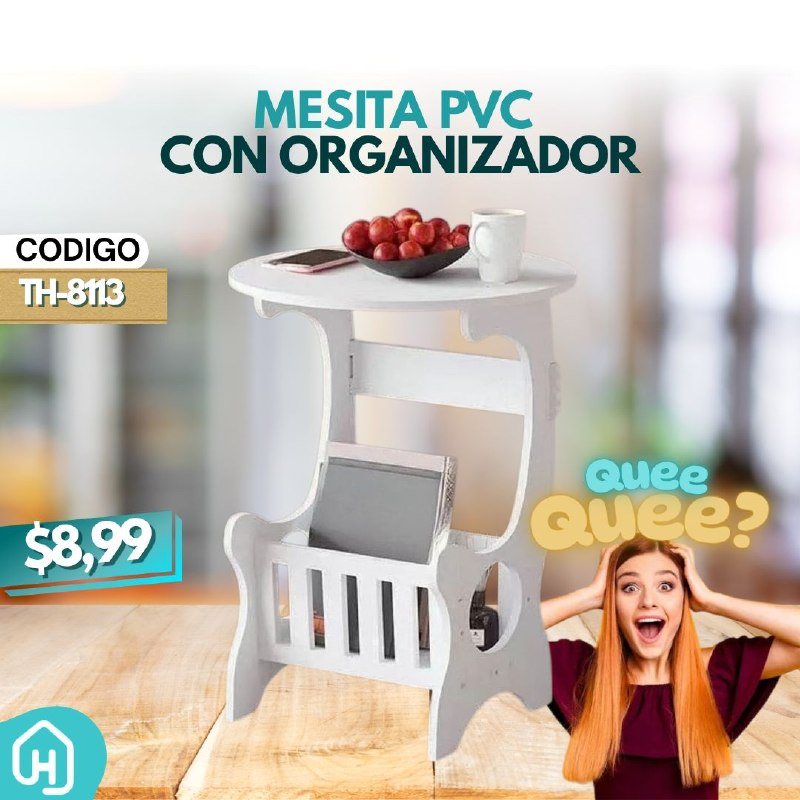 MESITA PVC
CON ORGANIZADOR
CODIGO
TH-8113
Quee
Quee?
$8,99
H